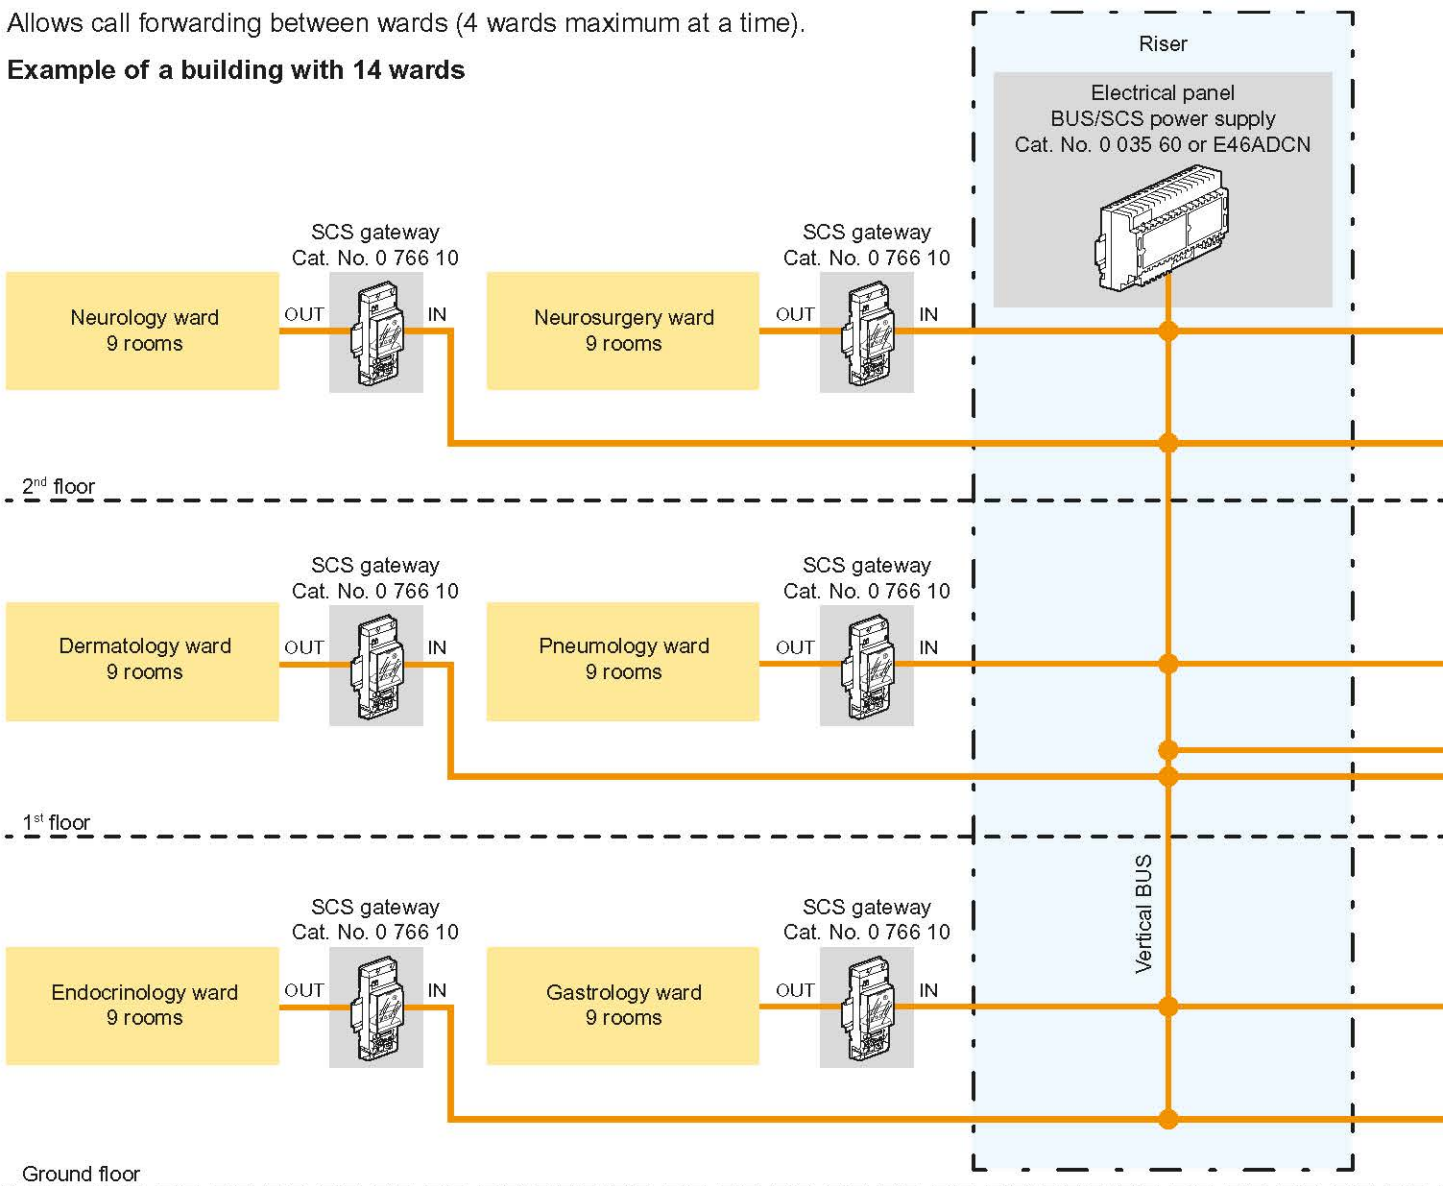 Allows call forwarding between wards (4 wards maximum at a time).
Example of a building with 14 wards
Riser
Electrical panel
BUS/SCS power supply
Cat. No. 0 035 60 or E46ADCN
SCS gateway
Cat. No. 0 766 10
Neurology ward
9 rooms
OUT
IN
SCS gateway
Cat. No. 0 766 10
Neurosurgery ward
9 rooms
OUT
IN
2nd floor
SCS gateway
Cat. No. 0 766 10
Dermatology ward
9 rooms
OUT
IN
SCS gateway
Cat. No. 0 766 10
Pneumology ward
9 rooms
OUT
IN
1st floor
Vertical BUS
SCS gateway
Cat. No. 0 766 10
Endocrinology ward
9 rooms
OUT
IN
SCS gateway
Cat. No. 0 766 10
Gastrology ward
9 rooms
OUT
IN
Ground floor